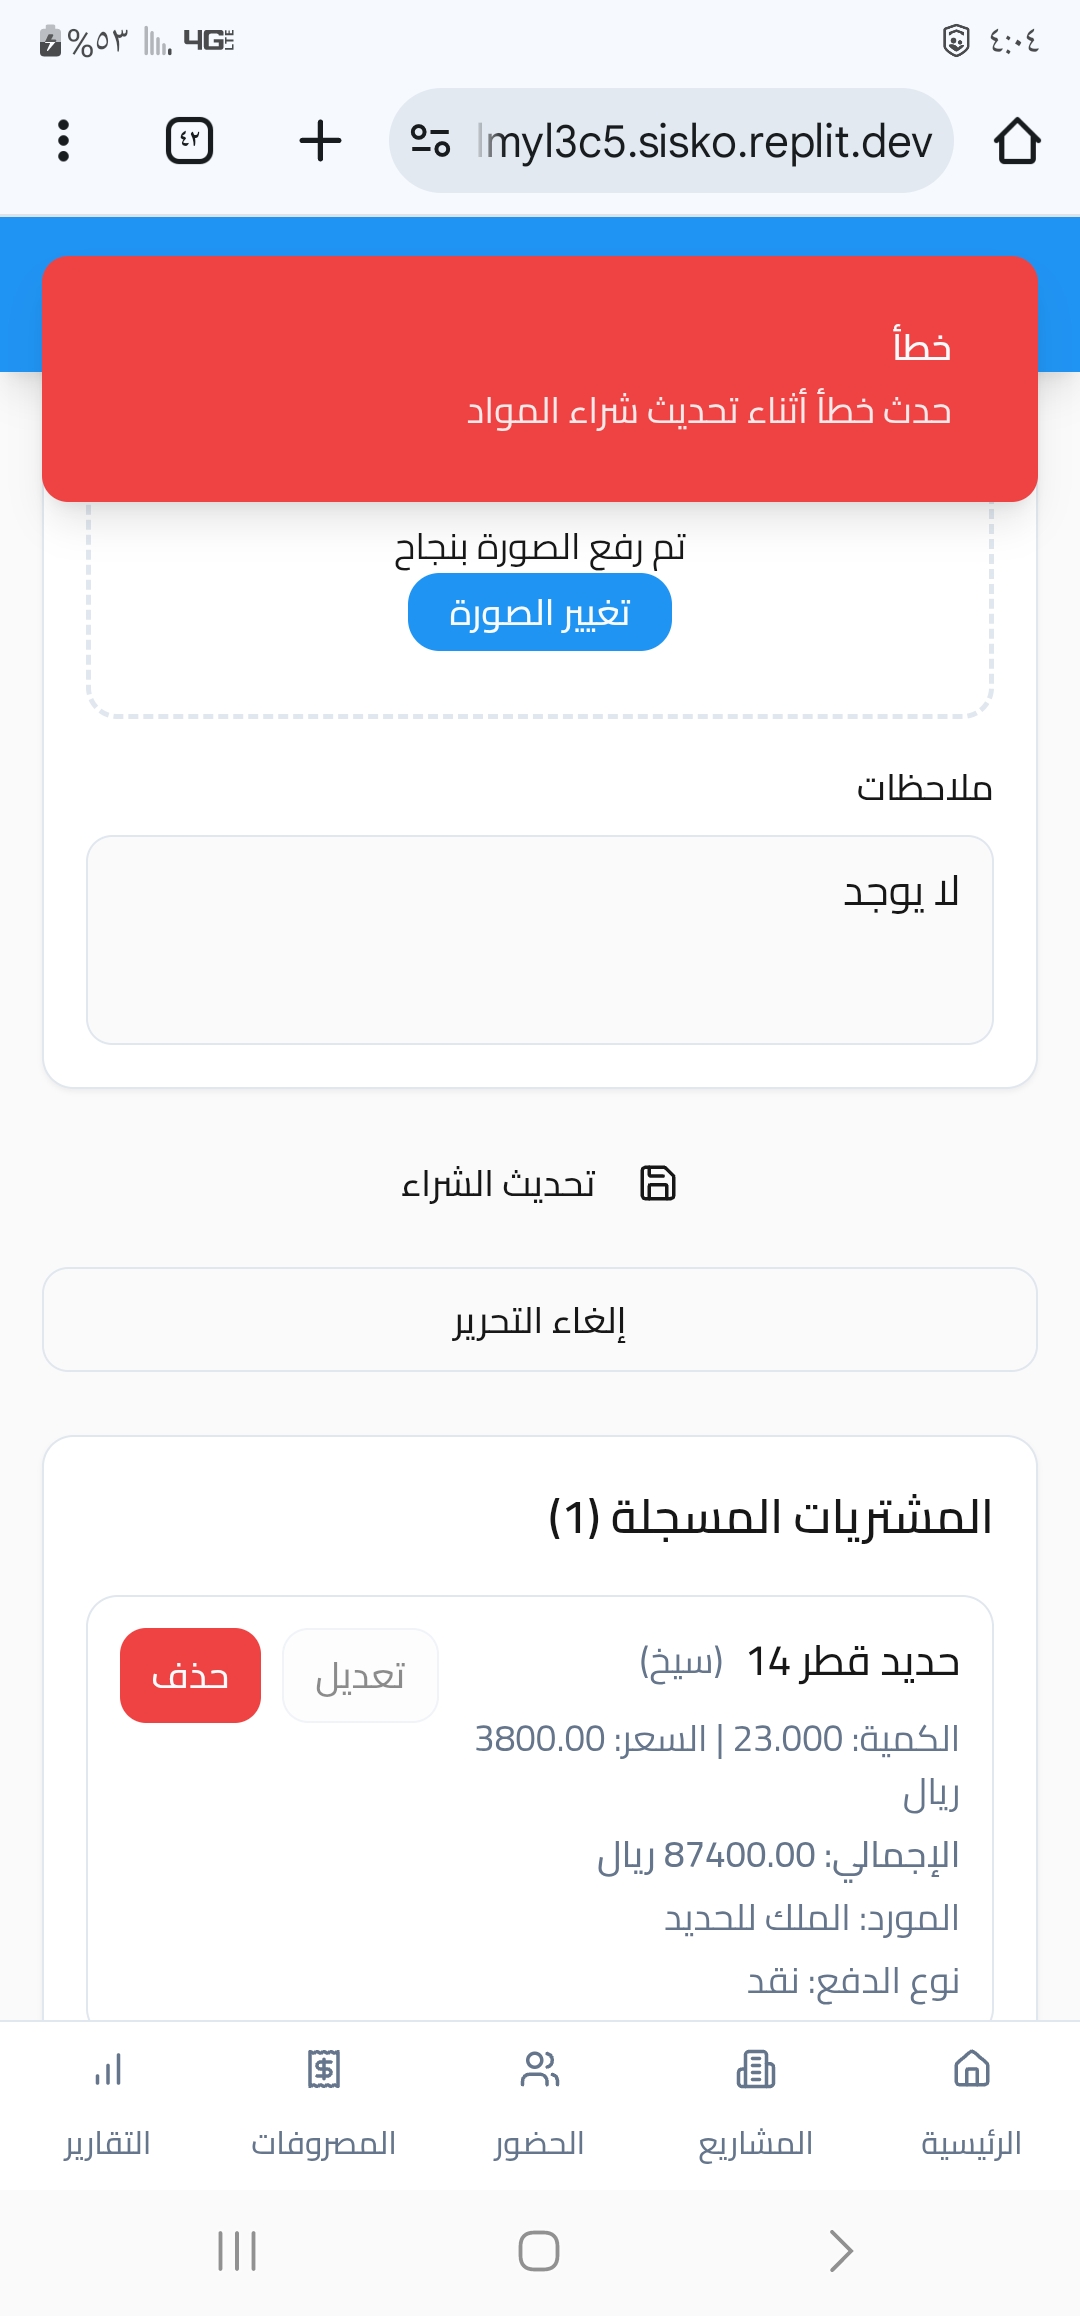 ٤:٠٤
4G LTE
%٥٣
lmyl3c5.sisko.replit.dev
٤٢
خطأ
حدث خطأ أثناء تحديث شراء المواد
تم رفع الصورة بنجاح
تغيير الصورة
ملاحظات
لا يوجد
تحديث الشراء
إلغاء التحرير
المشتريات المسجلة (1)
حديد قطر 14 (سيخ)
تعديل
حذف
الكمية: 23.000 | السعر: 3800.00
ريال
الإجمالي: 87400.00 ريال
المورد: الملك للحديد
نوع الدفع: نقد
الرئيسية
المشاريع
الحضور
المصروفات
التقارير